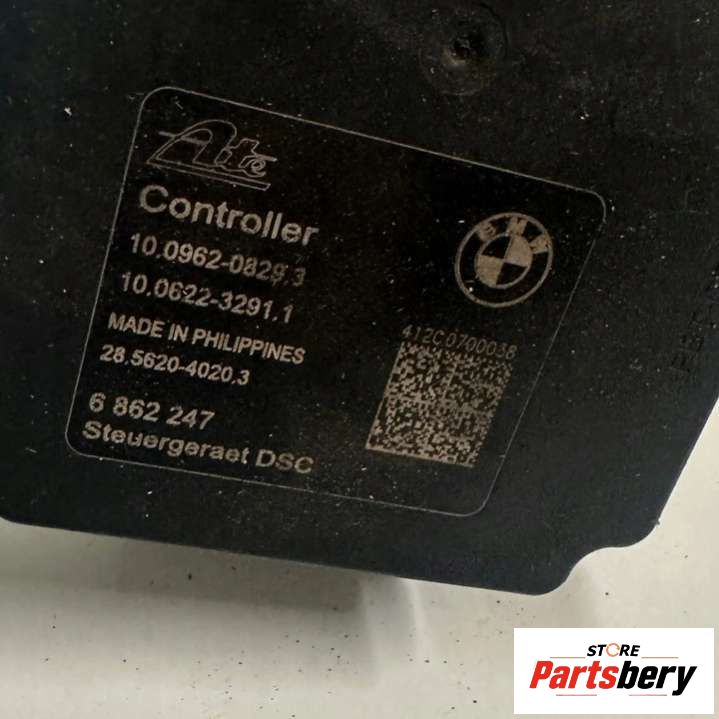 Ate
Controller
10.0962-0829.3
10.0622-3291.1
MADE IN PHILIPPINES
28.5620-4020.3
6 862 247
Steuergeraet DSC
BMW
412C0700038
STORE
Partsbery